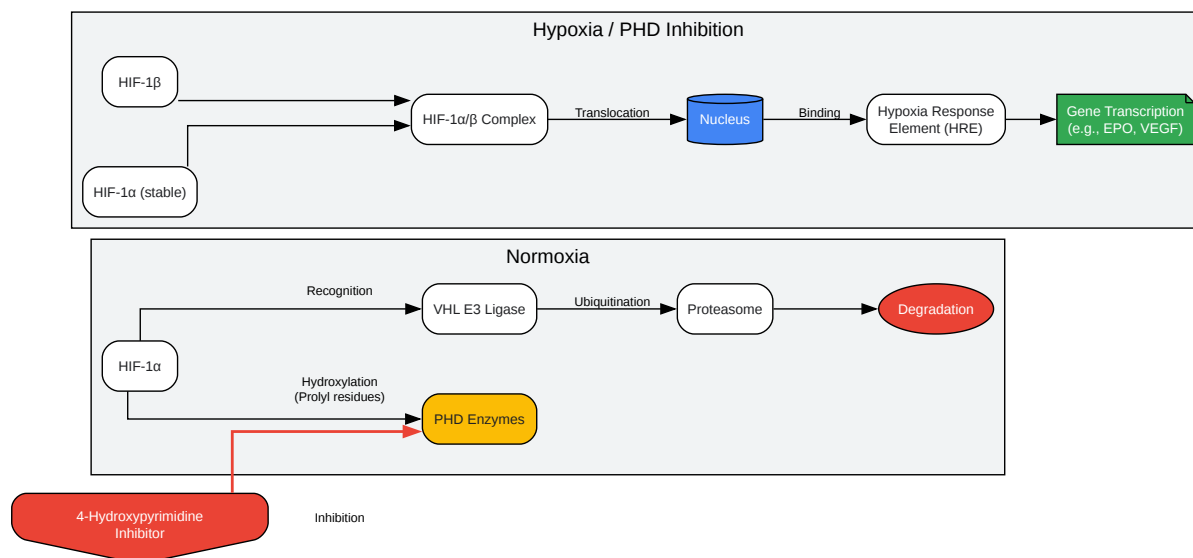 Hypoxia / PHD Inhibition
HIF-1β
HIF-1α (stable)
HIF-1α/β Complex
Translocation
Nucleus
Binding
Hypoxia Response
Element (HRE)
Gene Transcription
(e.g., EPO, VEGF)
Normoxia
HIF-1α
Recognition
VHL E3 Ligase
Ubiquitination
Proteasome
Degradation
Hydroxylation
(Prolyl residues)
PHD Enzymes
4-Hydroxypyrimidine
Inhibitor
Inhibition